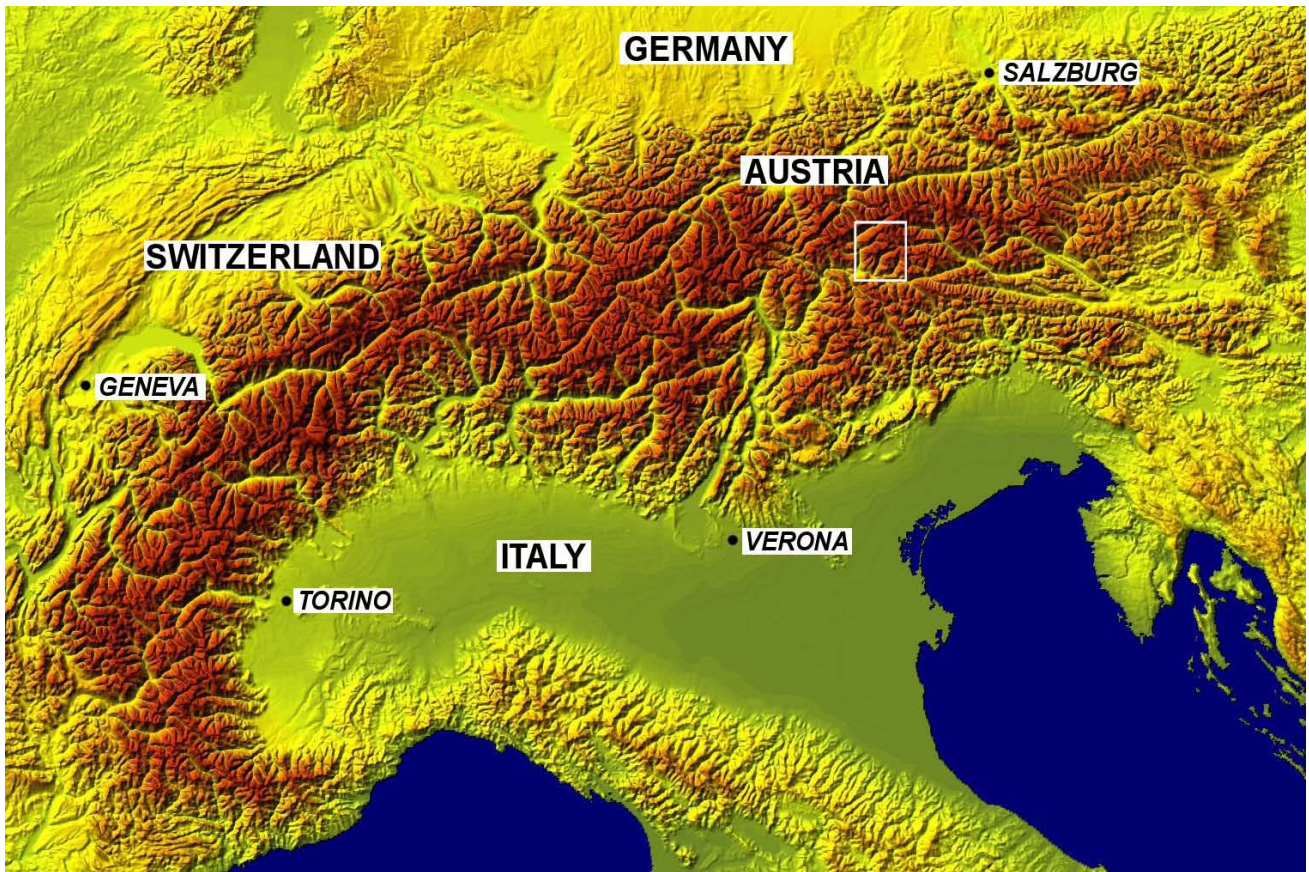 GERMANY
SALZBURG
AUSTRIA
SWITZERLAND
GENEVA
VERONA
ITALY
TORINO